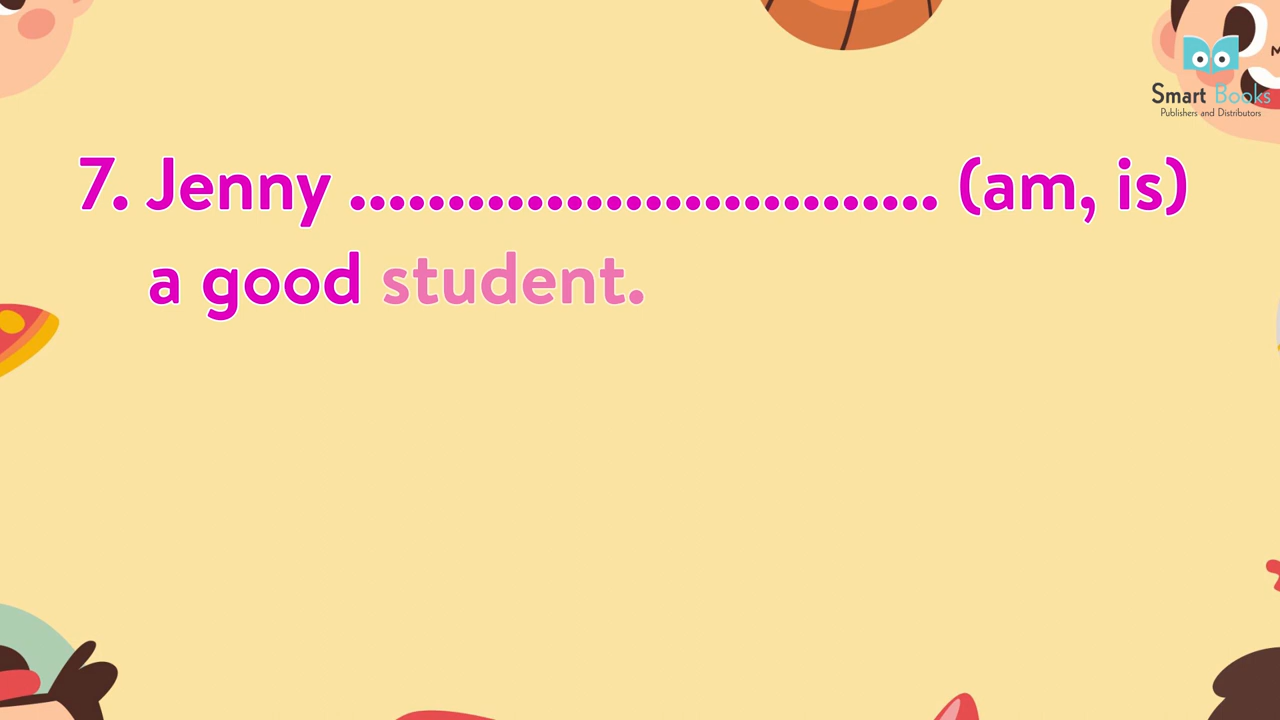 Smart Books
Publishers and Distributors
7. Jenny ............................. (am, is)
a good student.